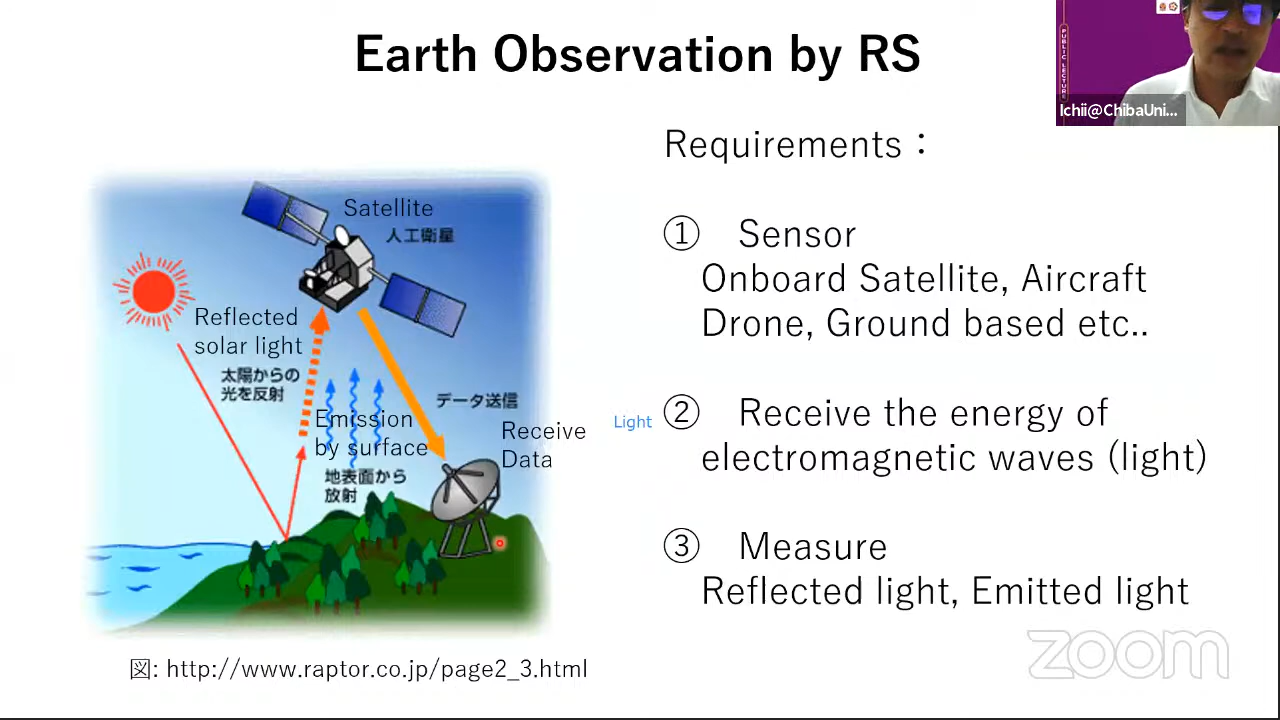 Earth Observation by RS
PUBLIC LECTURE
Ichii@ChibaUni...
Requirements：
① Sensor
Onboard Satellite, Aircraft
Drone, Ground based etc..
② Receive the energy of
electromagnetic waves (light)
③ Measure
Reflected light, Emitted light
Satellite
人工衛星
Reflected
solar light
太陽からの
光を反射
Emission
by surface
地表面から
放射
データ送信
Receive
Data
Light
図: http://www.raptor.co.jp/page2_3.html
zoom